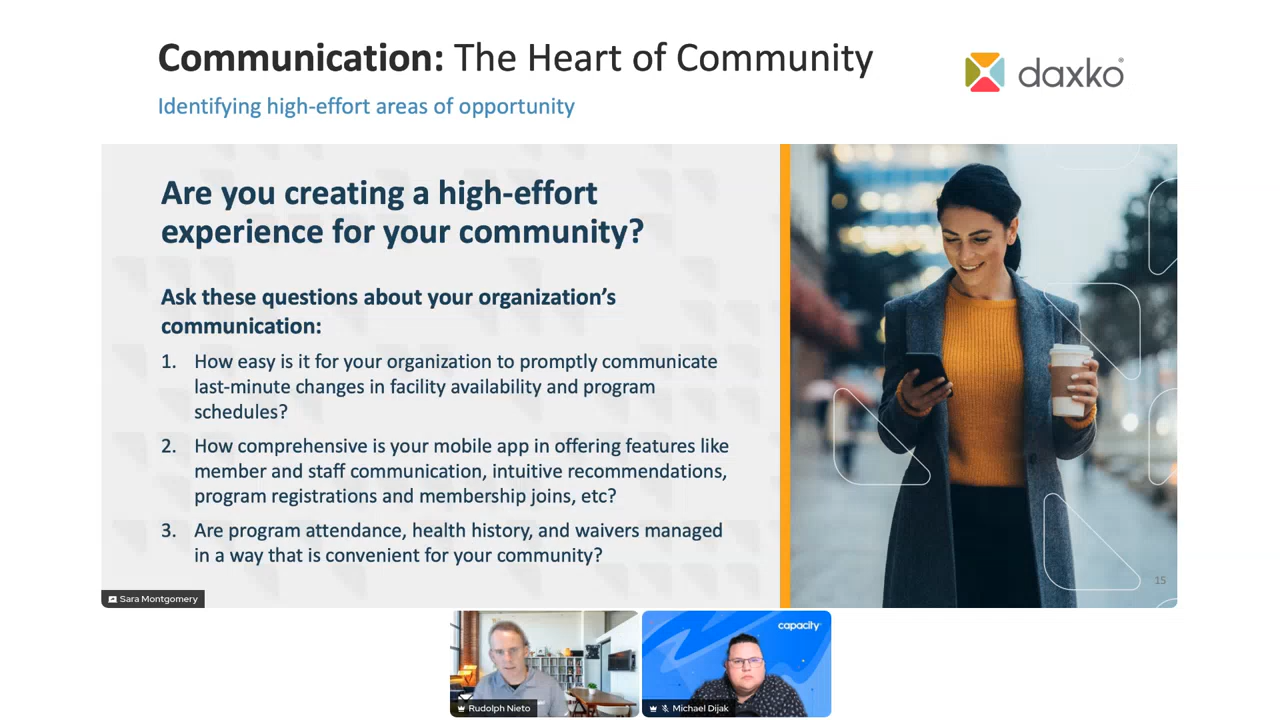 Communication: The Heart of Community
daxko
Identifying high-effort areas of opportunity
Are you creating a high-effort
experience for your community?
Ask these questions about your organization’s
communication:
1. How easy is it for your organization to promptly communicate
last-minute changes in facility availability and program
schedules?
2. How comprehensive is your mobile app in offering features like
member and staff communication, intuitive recommendations,
program registrations and membership joins, etc?
3. Are program attendance, health history, and waivers managed
in a way that is convenient for your community?
15
Sara Montgomery
capacity
Rudolph Nieto
Michael Dijak